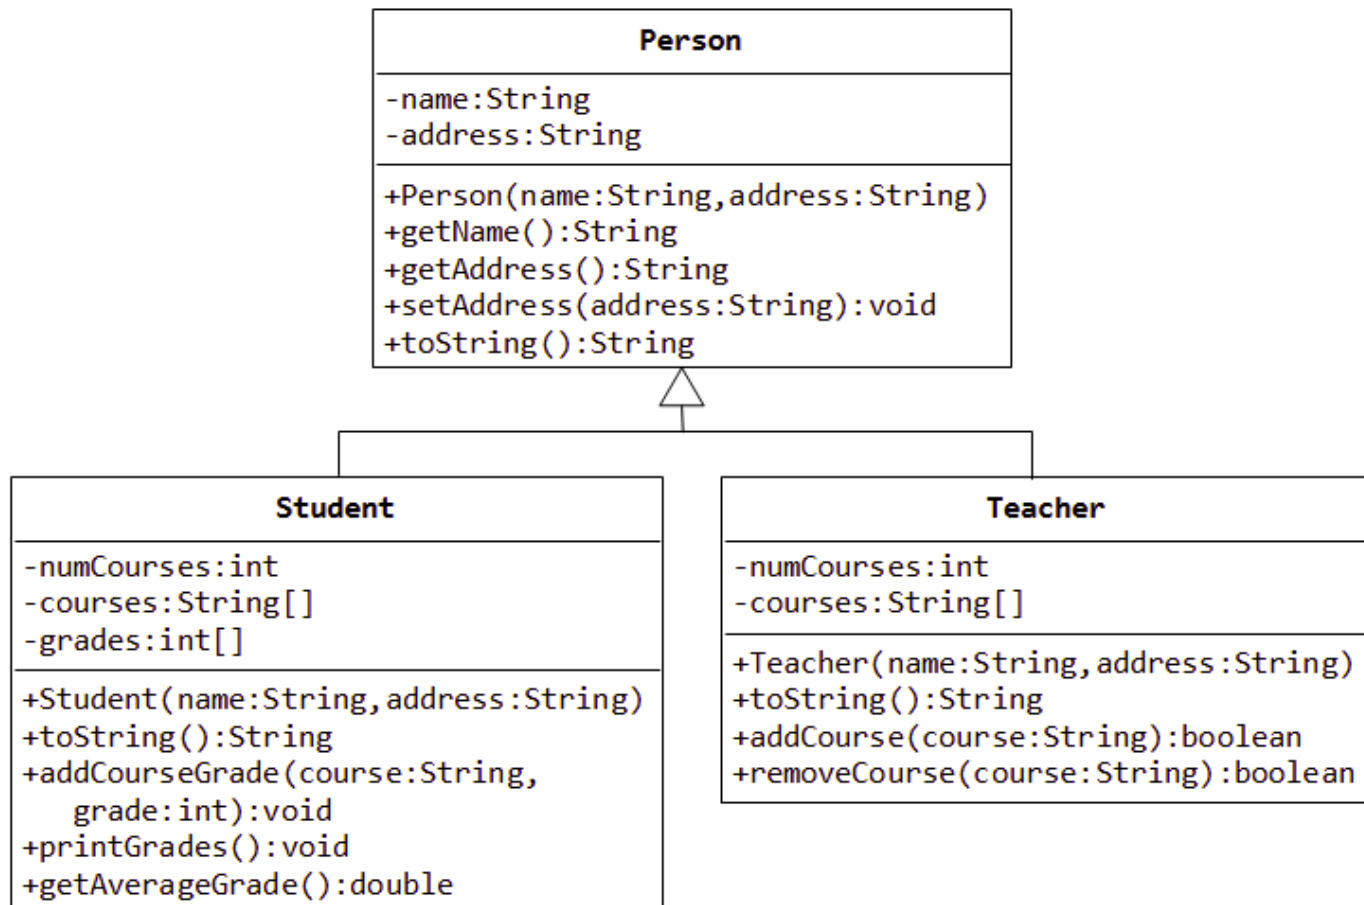 Person
-name:String
-address:String
+Person(name:String,address:String)
+getName():String
+getAddress():String
+setAddress(address:String):void
+toString():String
Student
-numCourses:int
-courses:String[]
-grades:int[]
+Student(name:String,address:String)
+toString():String
+addCourseGrade(course:String,
grade:int):void
+printGrades():void
+getAverageGrade():double
Teacher
-numCourses:int
-courses:String[]
+Teacher(name:String,address:String)
+toString():String
+addCourse(course:String):boolean
+removeCourse(course:String):boolean